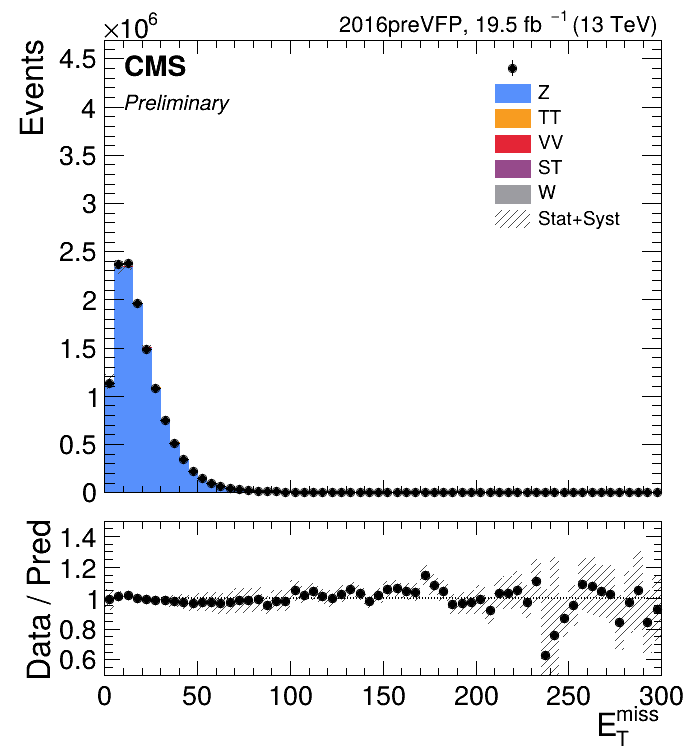 ×10⁶
2016preVFP, 19.5 fb ⁻¹ (13 TeV)
Events
CMS
Preliminary
Z
TT
VV
ST
W
Stat+Syst
4.5
4
3.5
3
2.5
2
1.5
1
0.5
0
Data / Pred
1.4
1.2
1
0.8
0.6
0 50 100 150 200 250 300
E_T^miss